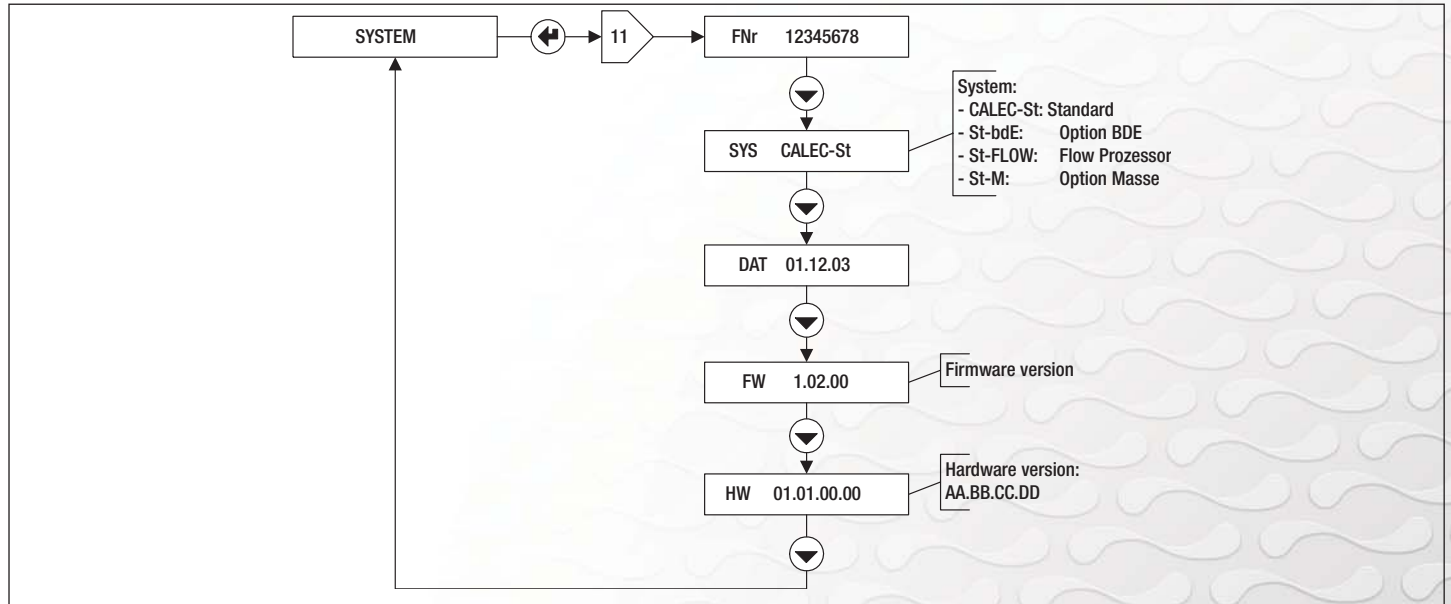 SYSTEM
11
FNr 12345678
System:
- CALEC-St: Standard
- St-bdE: Option BDE
- St-FLOW: Flow Prozessor
- St-M: Option Masse
SYS CALEC-St
DAT 01.12.03
FW 1.02.00
Firmware version
HW 01.01.00.00
Hardware version:
AA.BB.CC.DD